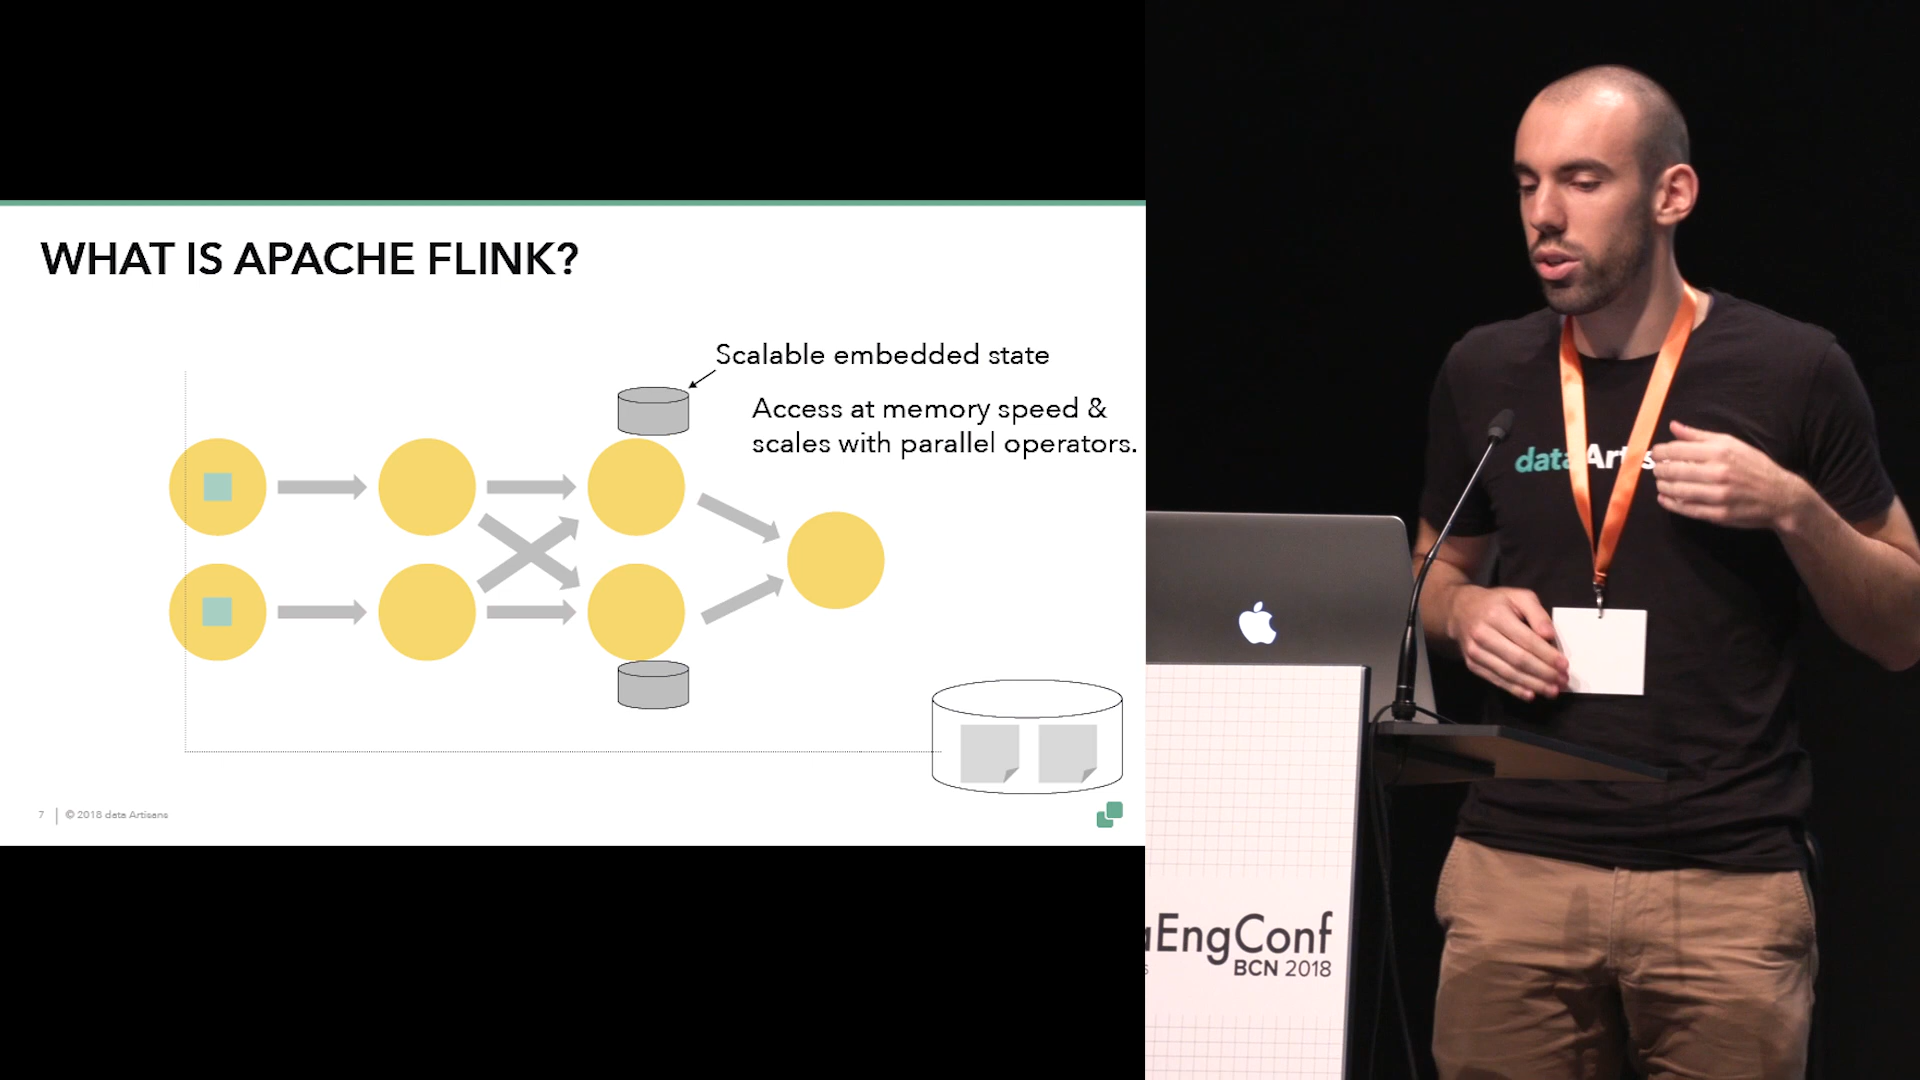 WHAT IS APACHE FLINK?
Scalable embedded state
Access at memory speed &
scales with parallel operators.
7 © 2018 data Artisans
EngConf
BCN 2018